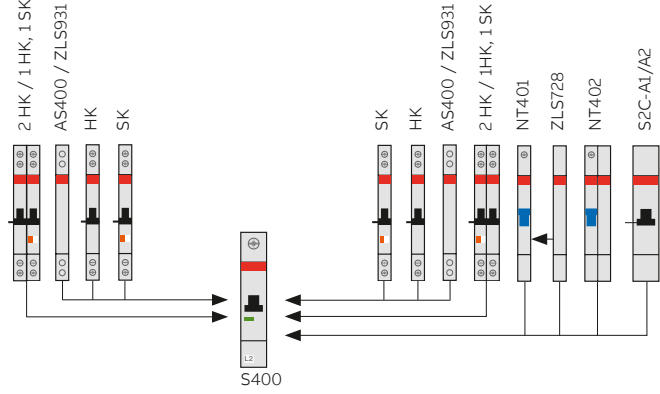 2 HK / 1 HK, 1 SK
AS400 / ZLS931
HK
SK
SK
HK
AS400 / ZLS931
2 HK / 1HK, 1 SK
NT401
ZLS728
NT402
S2C-A1/A2
L2
S400